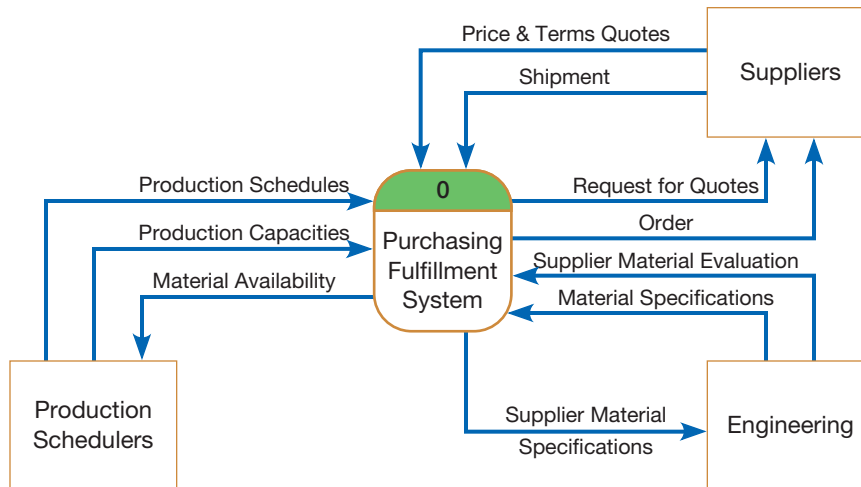 Price & Terms Quotes
Suppliers
Shipment
0
Production Schedules
Request for Quotes
Order
Production Capacities
Purchasing
Fulfillment
System
Supplier Material Evaluation
Material Availability
Material Specifications
Production
Schedulers
Supplier Material
Specifications
Engineering